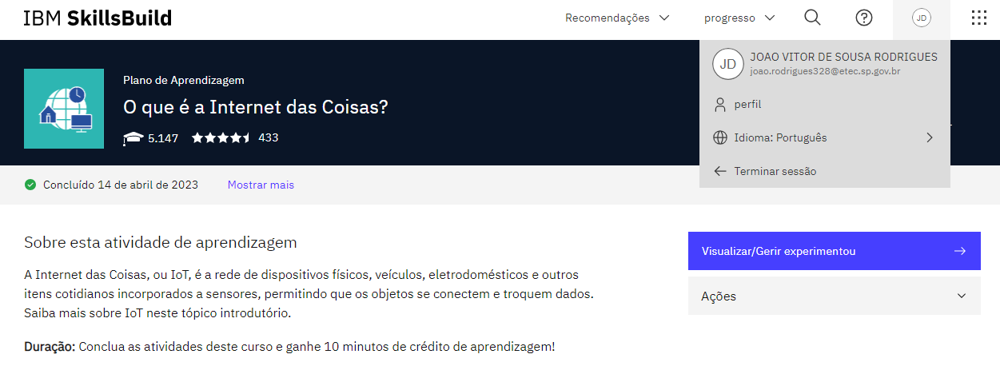 IBM SkillsBuild
Recomendações
progresso
JD
JD
JOAO VITOR DE SOUSA RODRIGUES
joao.rodrigues328@etec.sp.gov.br
perfil
Idioma: Português
Terminar sessão
Plano de Aprendizagem
O que é a Internet das Coisas?
5.147
433
Concluído 14 de abril de 2023
Mostrar mais
Sobre esta atividade de aprendizagem
A Internet das Coisas, ou IoT, é a rede de dispositivos físicos, veículos, eletrodomésticos e outros
itens cotidianos incorporados a sensores, permitindo que os objetos se conectem e troquem dados.
Saiba mais sobre IoT neste tópico introdutório.
Duração: Conclua as atividades deste curso e ganhe 10 minutos de crédito de aprendizagem!
Visualizar/Gerir experimentou
Ações